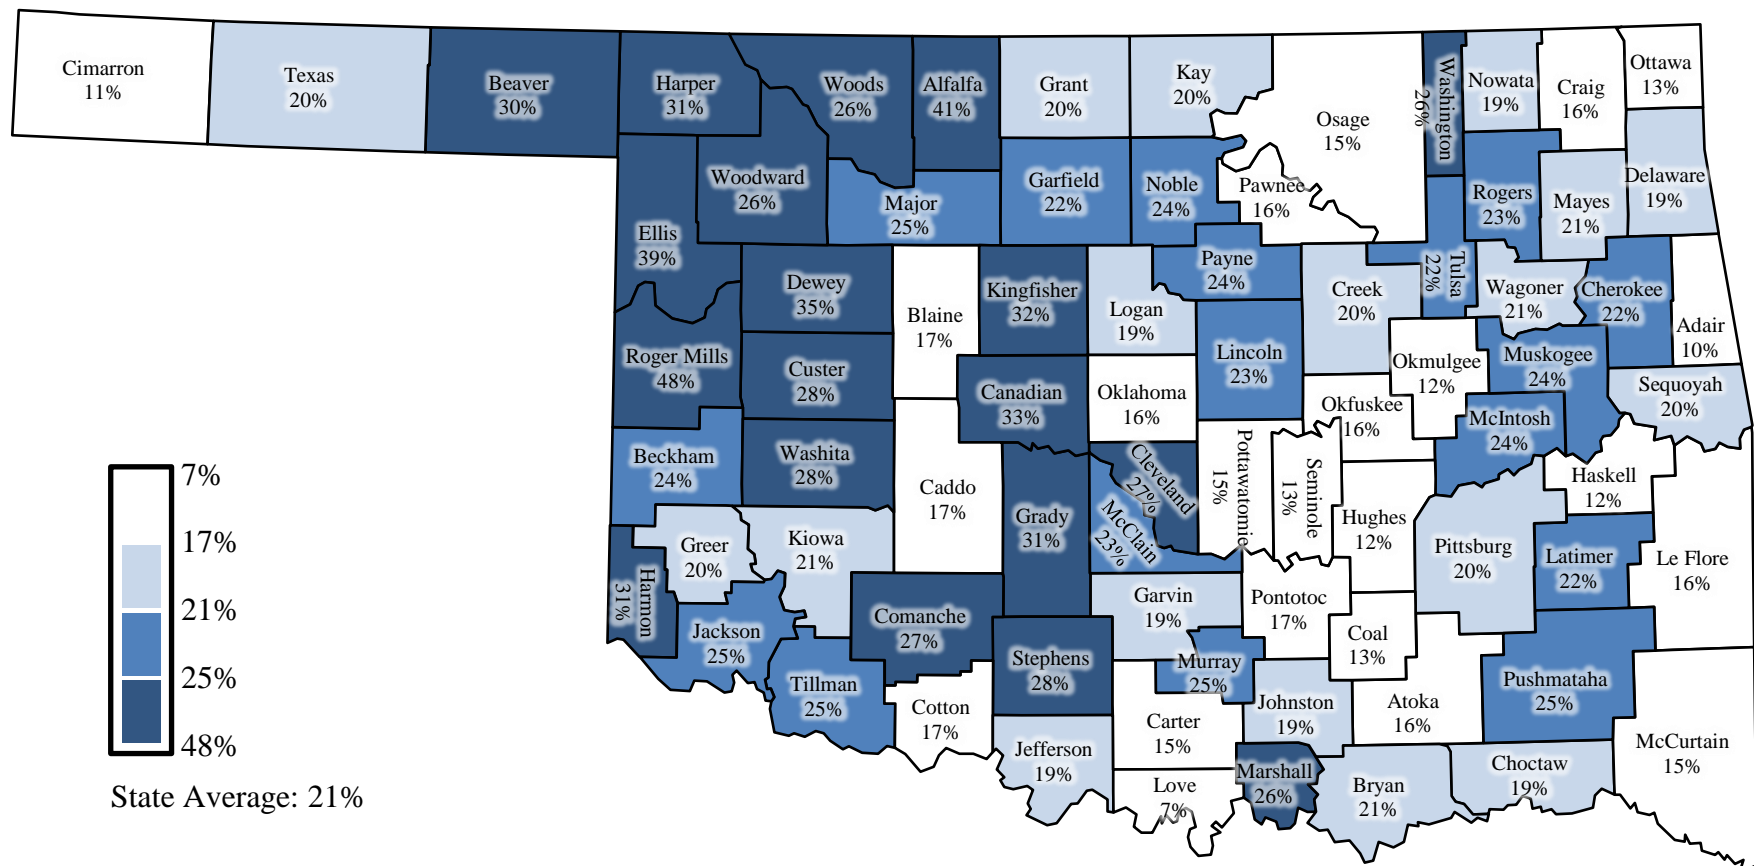 Cimarron
11%
Texas
20%
Beaver
30%
Harper
31%
Woods
26%
Alfalfa
41%
Grant
20%
Kay
20%
Osage
15%
Washington
26%
Nowata
19%
Craig
16%
Ottawa
13%
Woodward
26%
Major
25%
Garfield
22%
Noble
24%
Pawnee
16%
Rogers
23%
Mayes
21%
Delaware
19%
Ellis
39%
Dewey
35%
Blaine
17%
Kingfisher
32%
Logan
19%
Payne
24%
Creek
20%
Tulsa
22%
Wagoner
21%
Cherokee
22%
Adair
10%
Roger Mills
48%
Custer
28%
Canadian
33%
Oklahoma
16%
Lincoln
23%
Okfuskee
16%
Okmulgee
12%
Muskogee
24%
McIntosh
24%
Sequoyah
20%
Beckham
24%
Washita
28%
Caddo
17%
Grady
31%
Cleveland
27%
McClain
23%
Pottawatomie
15%
Seminole
13%
Hughes
12%
Haskell
12%
Pittsburg
20%
Latimer
22%
Le Flore
16%
Harmon
31%
Greer
20%
Kiowa
21%
Jackson
25%
Tillman
25%
Comanche
27%
Stephens
28%
Garvin
19%
Murray
25%
Pontotoc
17%
Coal
13%
Cotton
17%
Jefferson
19%
Carter
15%
Love
7%
Johnston
19%
Marshall
26%
Atoka
16%
Bryan
21%
Pushmataha
25%
Choctaw
19%
McCurtain
15%
7%
17%
21%
25%
48%
State Average: 21%